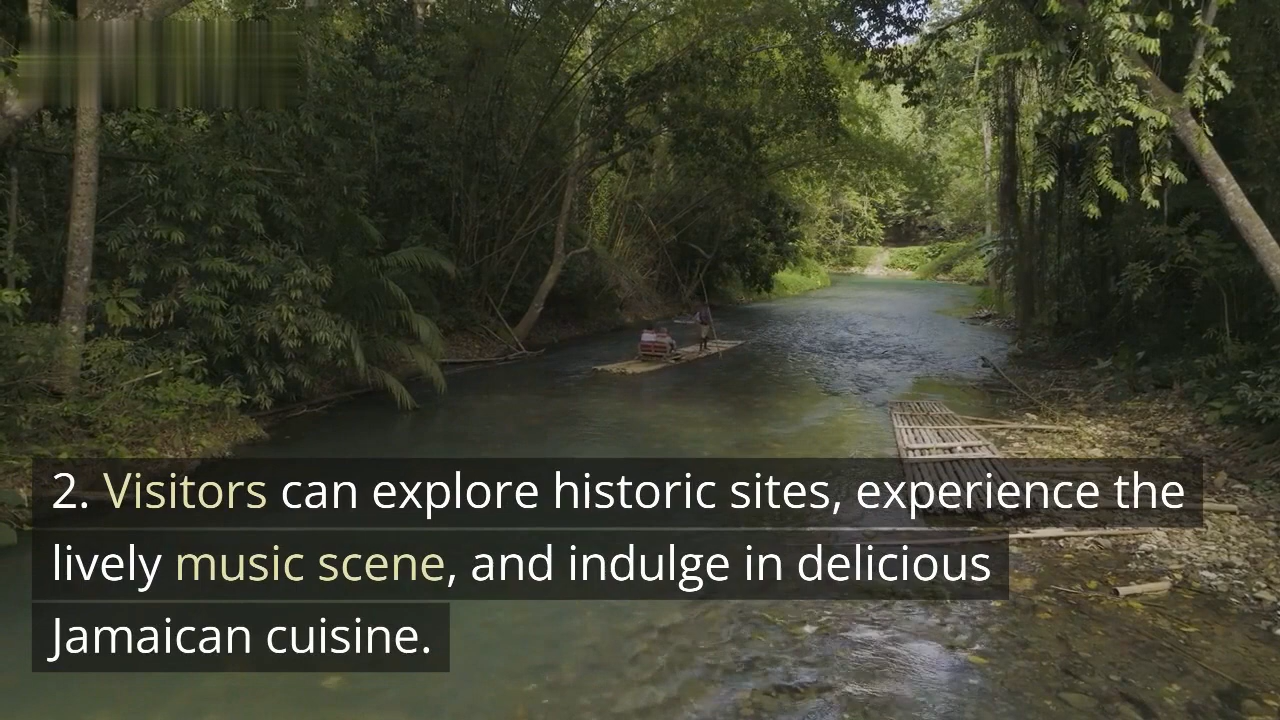 2. Visitors can explore historic sites, experience the
lively music scene, and indulge in delicious
Jamaican cuisine.